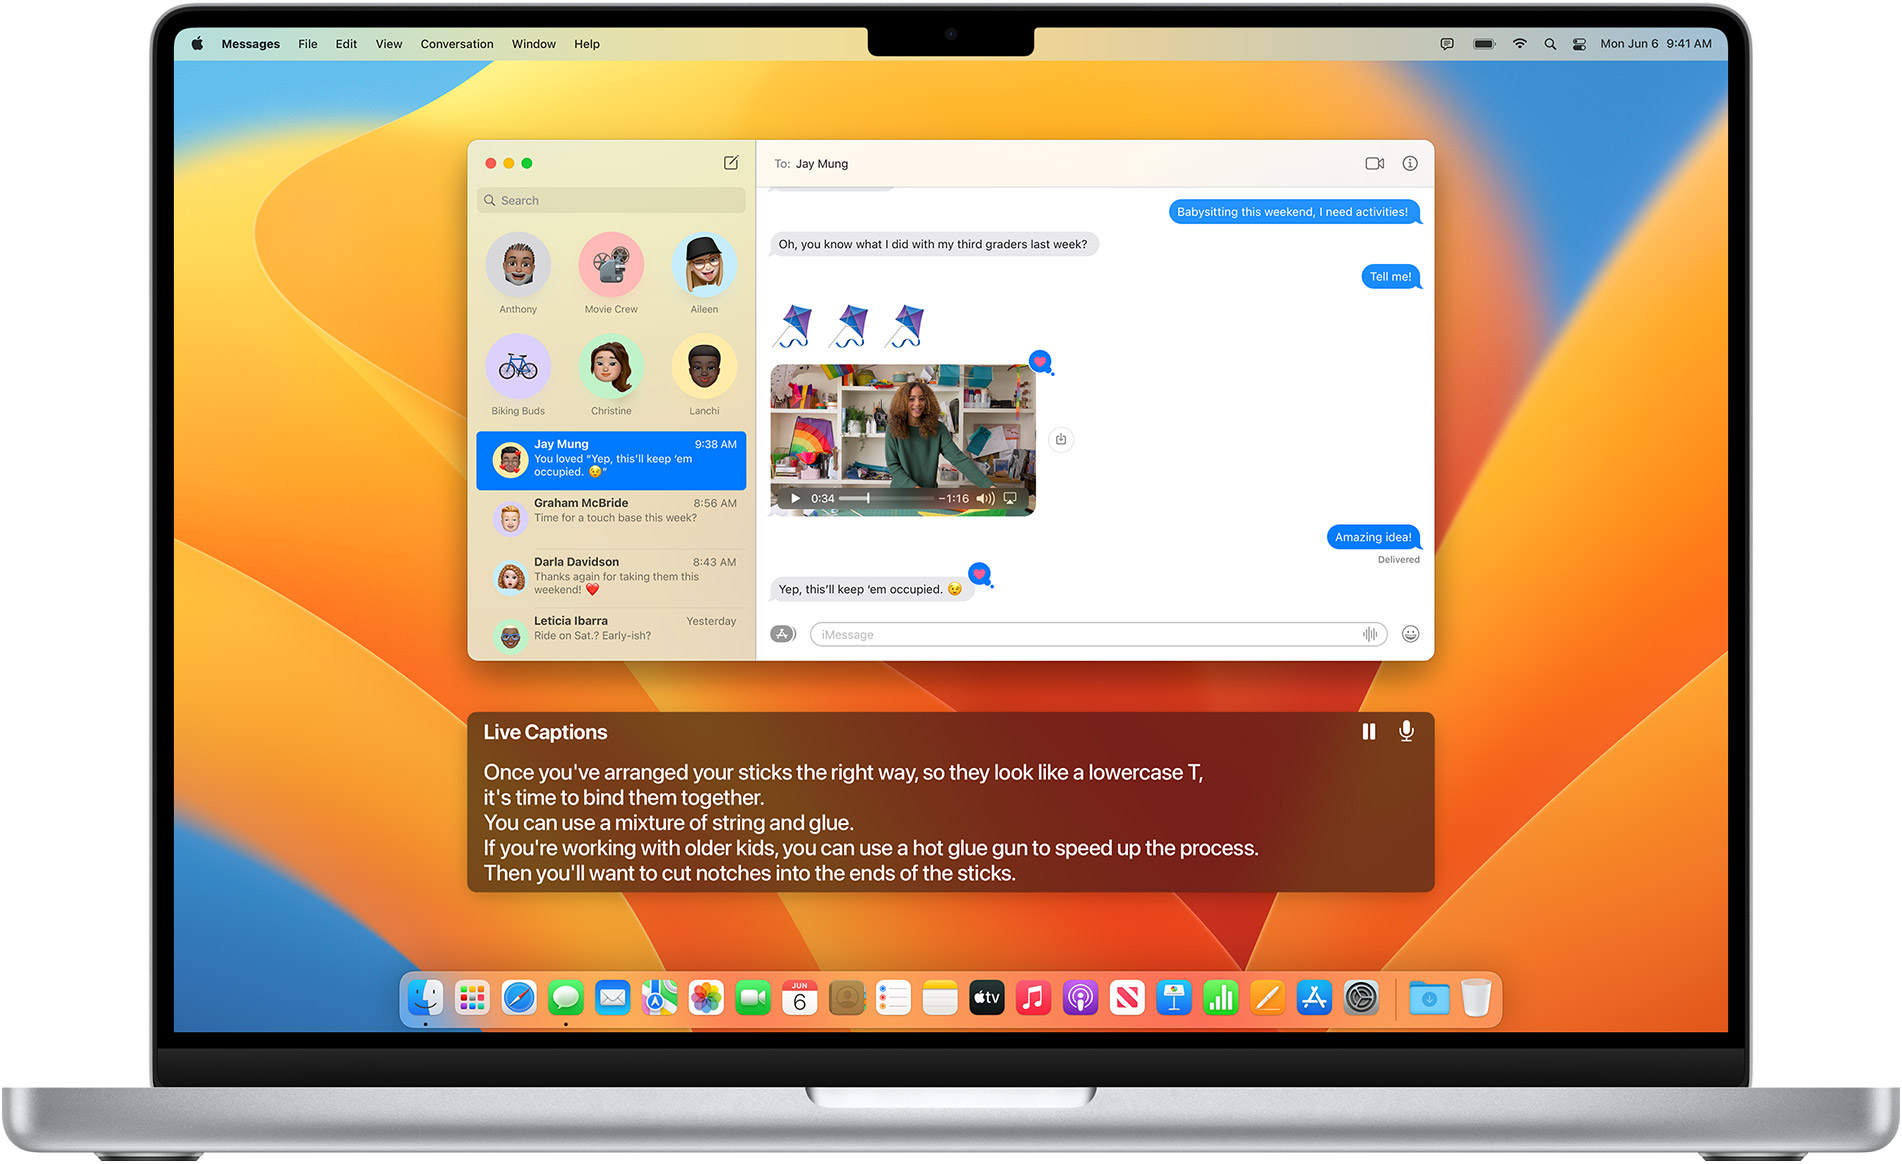 Messages File Edit View Conversation Window Help
Mon Jun 6 9:41 AM
Search
Anthony Movie Crew Aileen
Biking Buds Christine Lanchi
Jay Mung 9:38 AM
You loved “Yep, this’ll keep ‘em
occupied. 😉”
Graham McBride 8:56 AM
Time for a touch base this week?
Darla Davidson 8:43 AM
Thanks again for taking them this
weekend! ❤️
Leticia Ibarra Yesterday
Ride on Sat.? Early-ish?
To: Jay Mung
Babysitting this weekend, I need activities!
Oh, you know what I did with my third graders last week?
Tell me!
0:34 −1:16
Amazing idea!
Delivered
Yep, this’ll keep ‘em occupied. 😉
iMessage
Live Captions
Once you've arranged your sticks the right way, so they look like a lowercase T,
it's time to bind them together.
You can use a mixture of string and glue.
If you're working with older kids, you can use a hot glue gun to speed up the process.
Then you'll want to cut notches into the ends of the sticks.
JUN
6
tv